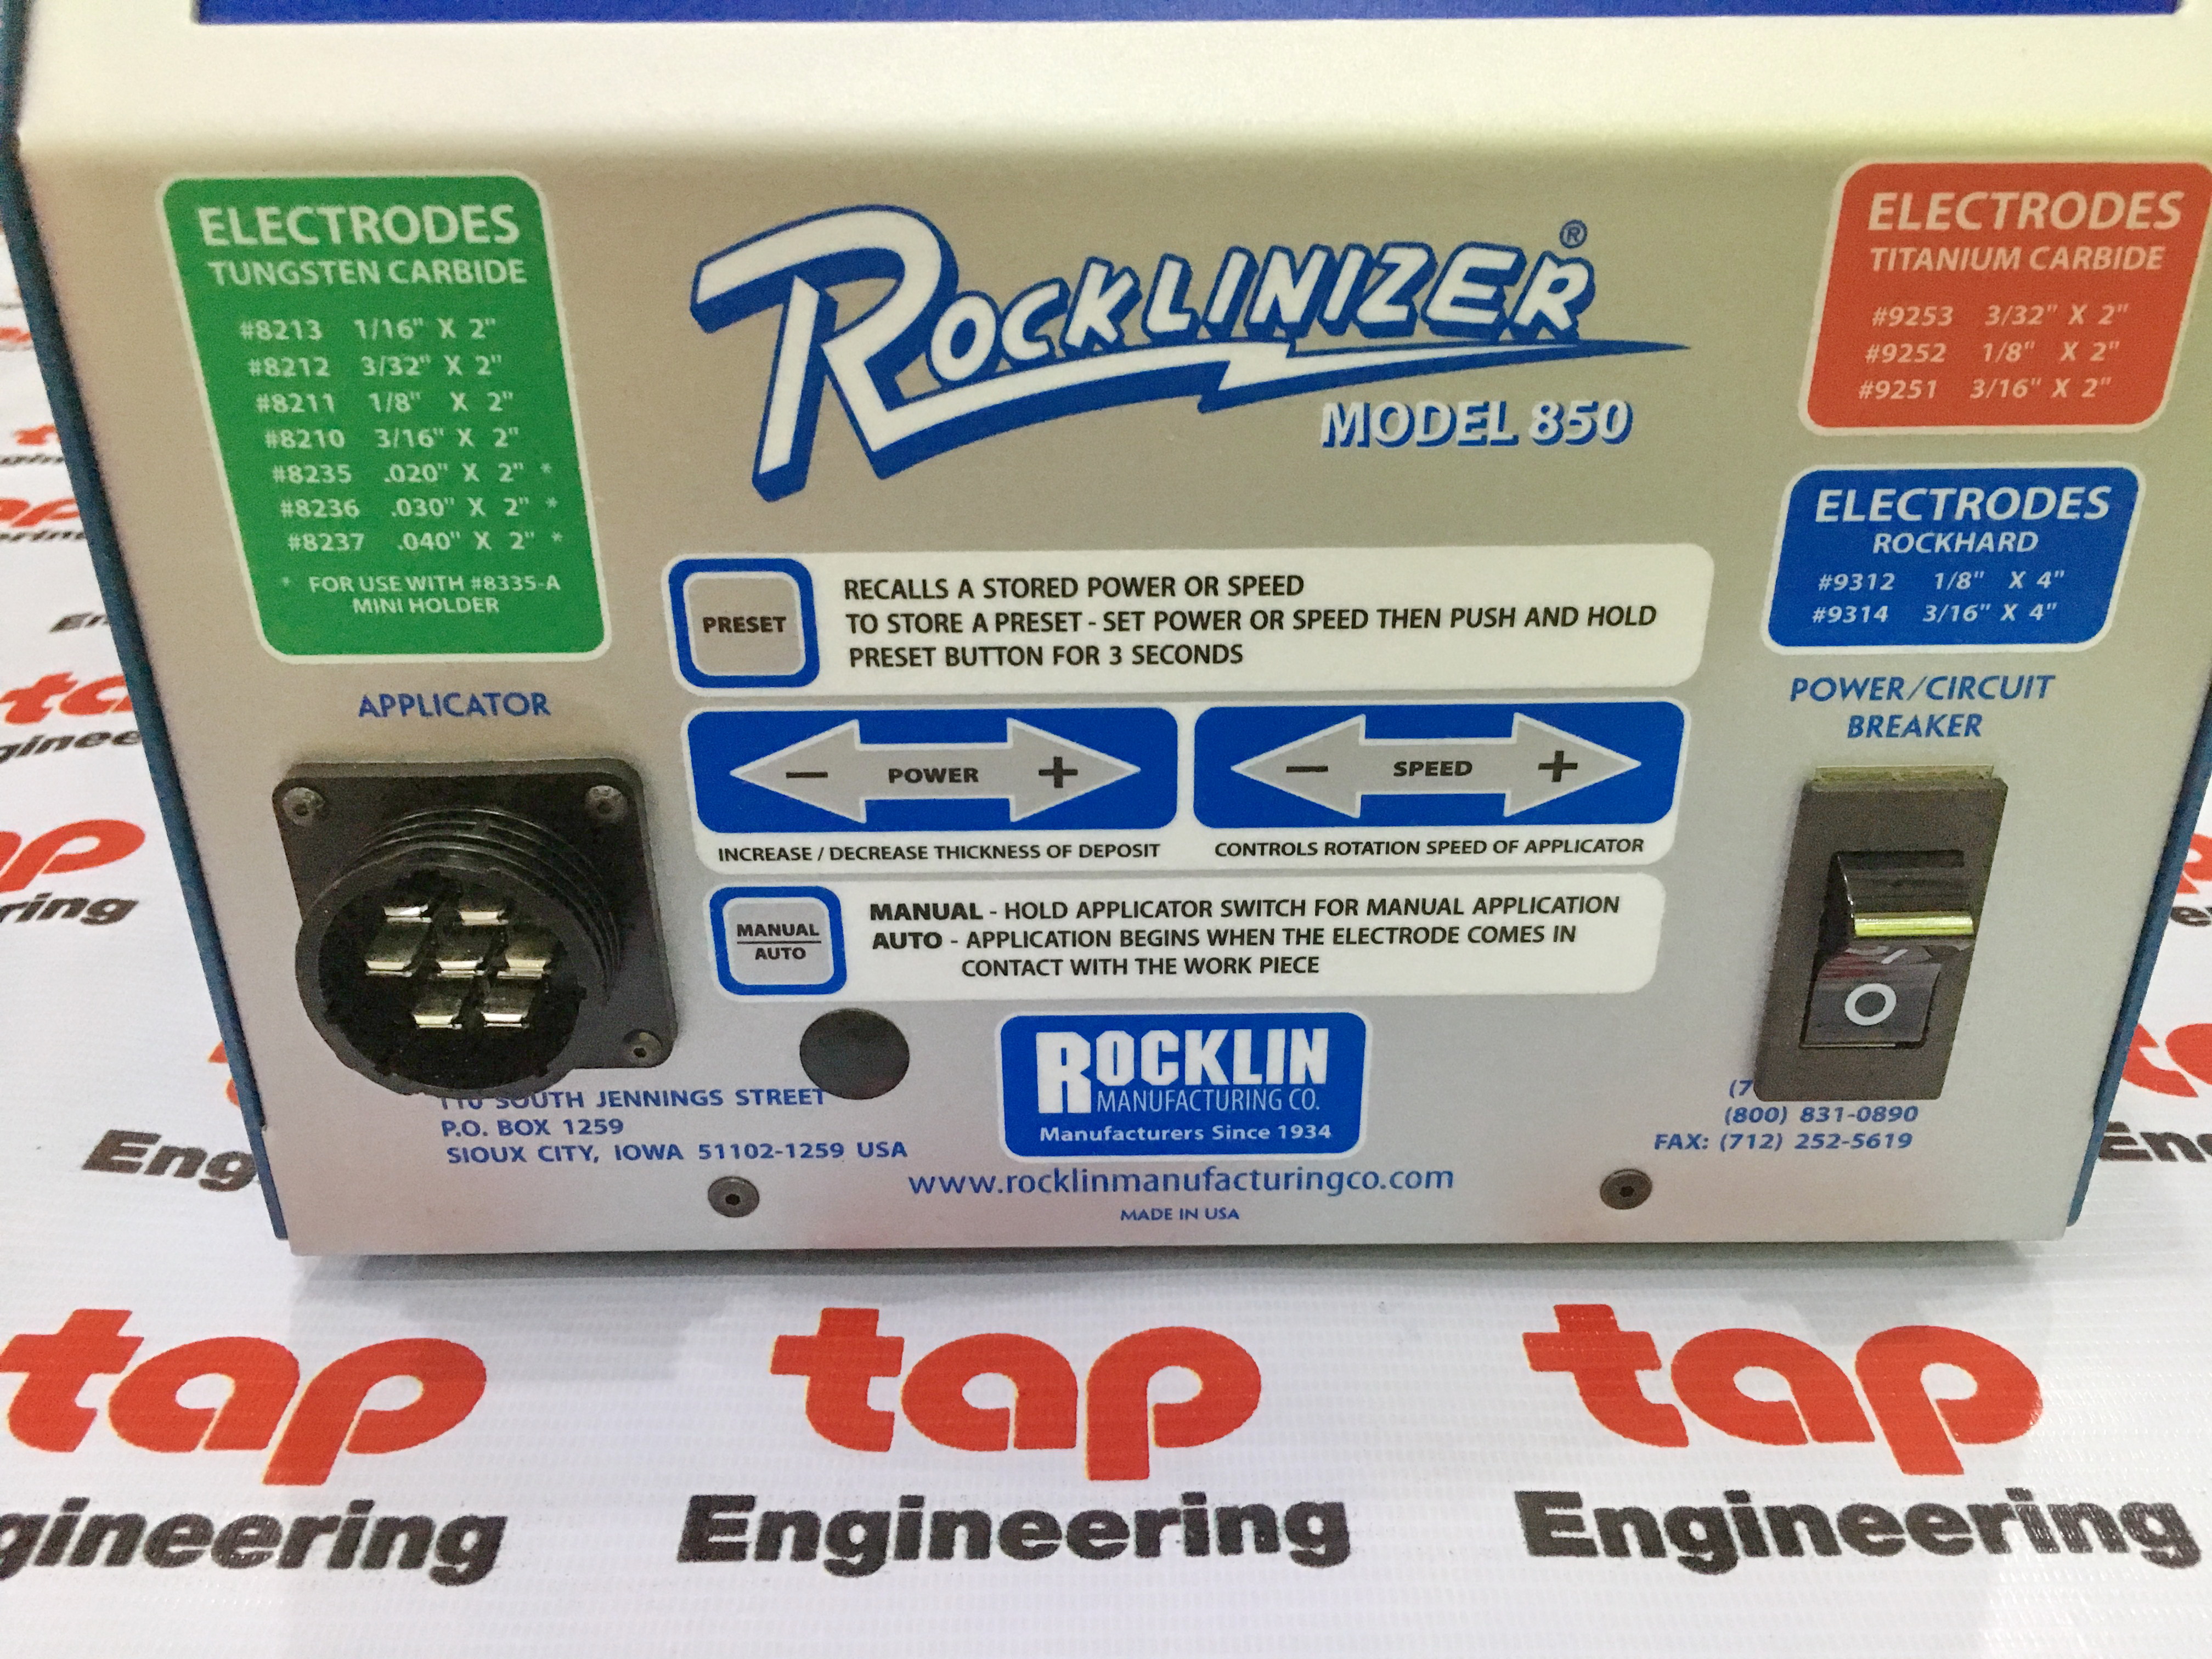 ELECTRODES
TUNGSTEN CARBIDE
#8213 1/16" X 2"
#8212 3/32" X 2"
#8211 1/8" X 2"
#8210 3/16" X 2"
#8235 .020" X 2" *
#8236 .030" X 2" *
#8237 .040" X 2" *
* FOR USE WITH #8335-A
MINI HOLDER
APPLICATOR
ROCKLINIZER®
MODEL 850
ELECTRODES
TITANIUM CARBIDE
#9253 3/32" X 2"
#9252 1/8" X 2"
#9251 3/16" X 2"
ELECTRODES
ROCKHARD
#9312 1/8" X 4"
#9314 3/16" X 4"
POWER/CIRCUIT
BREAKER
PRESET
RECALLS A STORED POWER OR SPEED
TO STORE A PRESET - SET POWER OR SPEED THEN PUSH AND HOLD
PRESET BUTTON FOR 3 SECONDS
— POWER +
— SPEED +
INCREASE / DECREASE THICKNESS OF DEPOSIT
CONTROLS ROTATION SPEED OF APPLICATOR
MANUAL
AUTO
MANUAL - HOLD APPLICATOR SWITCH FOR MANUAL APPLICATION
AUTO - APPLICATION BEGINS WHEN THE ELECTRODE COMES IN
CONTACT WITH THE WORK PIECE
O
110 SOUTH JENNINGS STREET
P.O. BOX 1259
SIOUX CITY, IOWA 51102-1259 USA
ROCKLIN
MANUFACTURING CO.
Manufacturers Since 1934
(7
(800) 831-0890
FAX: (712) 252-5619
www.rocklinmanufacturingco.com
MADE IN USA
tap
Engineering
tap
Engineering
tap
Engineering